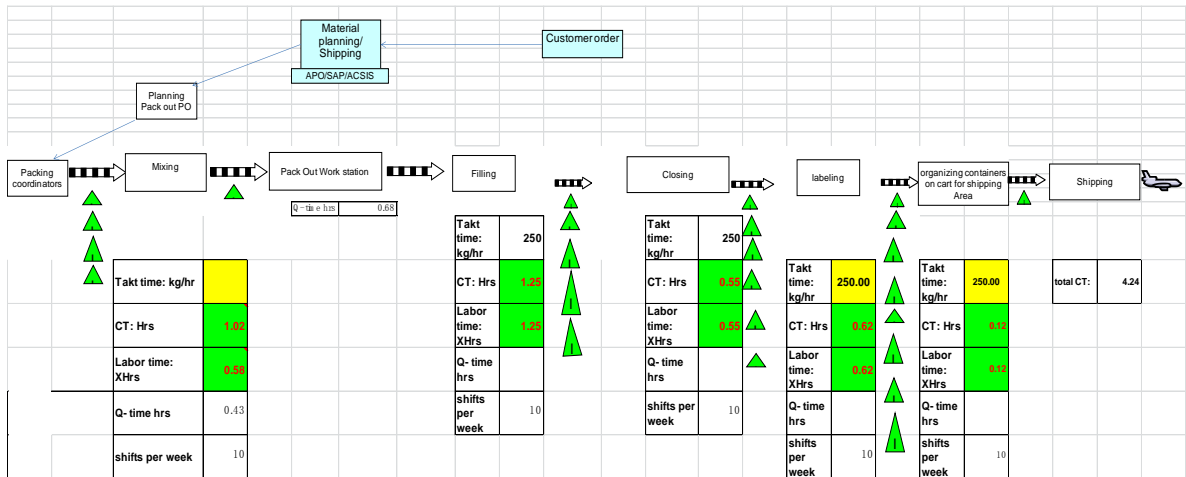 Material
planning/
Shipping
Customer order
APO/SAP/ACSIS
Planning
Pack out PO
Packing
coordinators
Mixing
Pack Out Work station
Filling
Closing
labeling
organizing containers
on cart for shipping
Area
Shipping
Q-time hrs 0.68
Takt time: kg/hr
CT: Hrs 1.02
Labor time:
XHrs 0.58
Q- time hrs 0.43
shifts per week 10
Takt
time:
kg/hr 250
CT: Hrs 1.25
Labor
time:
XHrs 1.25
Q- time
hrs
shifts
per
week 10
Takt
time:
kg/hr 250
CT: Hrs 0.55
Labor
time:
XHrs 0.55
Q- time
hrs
shifts per
week 10
Takt
time:
kg/hr 250.00
CT: Hrs 0.62
Labor
time:
XHrs 0.62
Q- time
hrs
shifts
per
week 10
Takt
time:
kg/hr 250.00
CT: Hrs 0.12
Labor
time:
XHrs 0.12
Q- time
hrs
shifts
per
week 10
total CT: 4.24